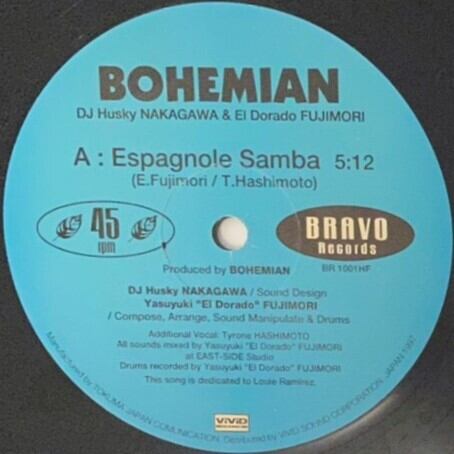 BOHEMIAN
DJ Husky NAKAGAWA & El Dorado FUJIMORI
A : Espagnole Samba 5:12
(E.Fujimori / T.Hashimoto)
45
rpm
BRAVO
Records
BR 1001HF
Produced by BOHEMIAN
DJ Husky NAKAGAWA / Sound Design
Yasuyuki "El Dorado" FUJIMORI
/ Compose, Arrange, Sound Manipulate & Drums
Additional Vocal: Tyrone HASHIMOTO
All sounds mixed by Yasuyuki "El Dorado" FUJIMORI
at EAST-SIDE Studio
Drums recorded by Yasuyuki "El Dorado" FUJIMORI
This song is dedicated to Louie Ramirez.
ViViD
Manufactured by TOKUMA JAPAN COMUNICATION. Distributed by VIVID SOUND CORPORATION. JAPAN 1997